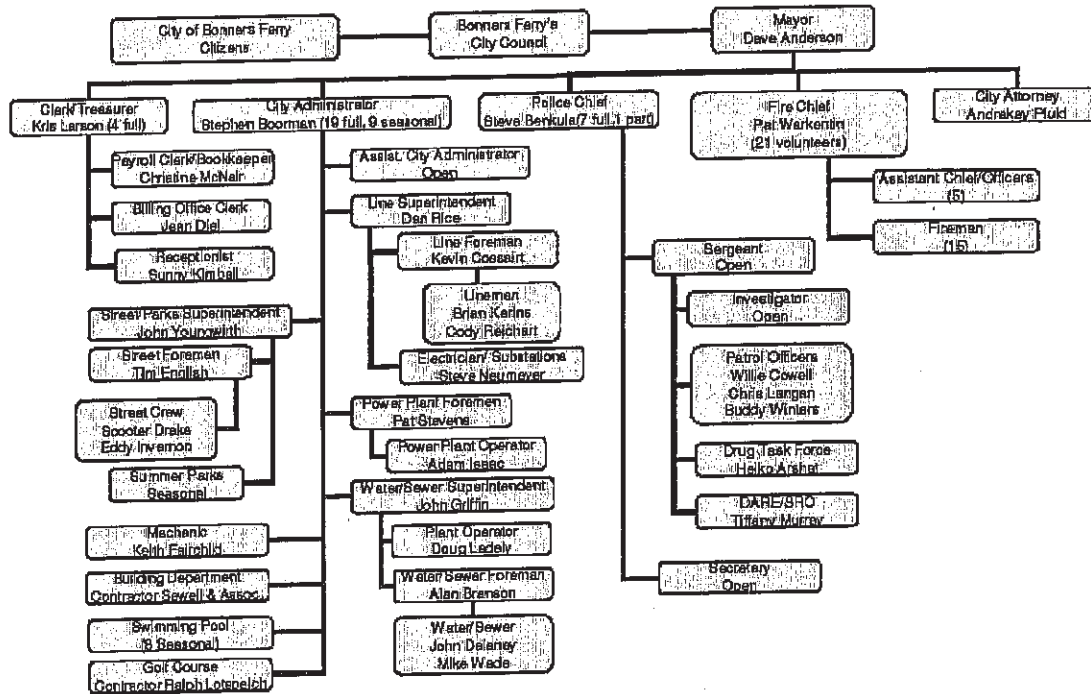 City of Bonners Ferry
Citizens
Bonners Ferry's
City Council
Mayor
Dave Anderson
Clerk/Treasurer
Kris Larson (4 full)
City Administrator
Stephen Boorman (19 full, 9 seasonal)
Police Chief
Steve Benkula (7 full, 1 part)
Fire Chief
Pat Warkentin
(21 volunteers)
City Attorney
Andrakay Pluid
Payroll Clerk/Bookkeeper
Christine McNair
Billing Office Clerk
Jean Diel
Receptionist
Sunny Kimball
Street/Parks Superintendent
John Youngwirth
Street Foreman
Tim English
Street Crew
Scooter Drake
Eddy Invernon
Summer Parks
Seasonal
Mechanic
Keith Fairchild
Building Department
Contractor Sewell & Assoc.
Swimming Pool
(8 Seasonal)
Golf Course
Contractor Ralph Lotspeich
Assist. City Administrator
Open
Line Superintendent
Dan Rice
Line Foreman
Kevin Cossairt
Lineman
Brian Karins
Cody Reichart
Electrician/ Substations
Steve Neumeyer
Power Plant Foremen
Pat Stevens
Power Plant Operator
Adam Isaac
Water/Sewer Superintendent
John Griffin
Plant Operator
Doug Ladely
Water/Sewer Foreman
Alan Branson
Water/Sewer
John Delaney
Mike Wade
Sergeant
Open
Investigator
Open
Patrol Officers
Willie Cowell
Chris Langan
Buddy Winters
Drug Task Force
Heiko Arshat
DARE/SRO
Tiffany Murray
Secretary
Open
Assistant Chief/Officers
(5)
Fireman
(15)